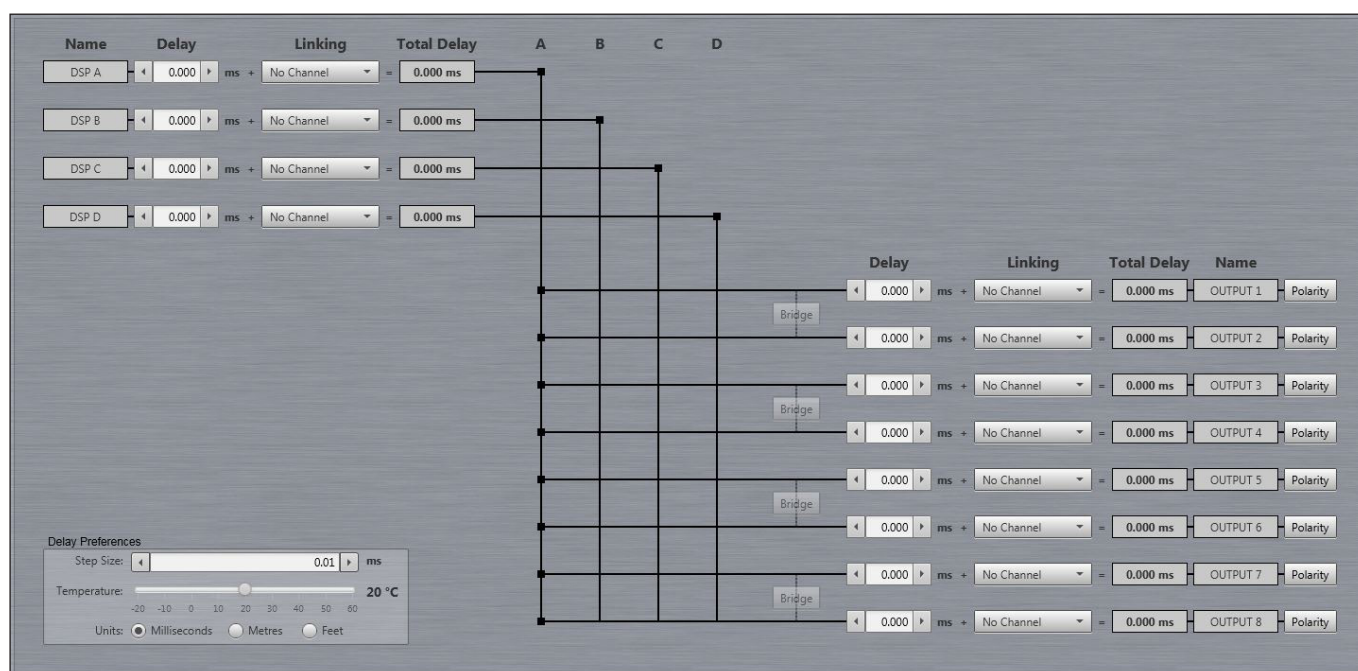 Name Delay Linking Total Delay A B C D
DSP A 0.000 ms + No Channel = 0.000 ms
DSP B 0.000 ms + No Channel = 0.000 ms
DSP C 0.000 ms + No Channel = 0.000 ms
DSP D 0.000 ms + No Channel = 0.000 ms
Delay Linking Total Delay Name
0.000 ms + No Channel = 0.000 ms OUTPUT 1 Polarity
Bridge
0.000 ms + No Channel = 0.000 ms OUTPUT 2 Polarity
0.000 ms + No Channel = 0.000 ms OUTPUT 3 Polarity
Bridge
0.000 ms + No Channel = 0.000 ms OUTPUT 4 Polarity
0.000 ms + No Channel = 0.000 ms OUTPUT 5 Polarity
Bridge
0.000 ms + No Channel = 0.000 ms OUTPUT 6 Polarity
0.000 ms + No Channel = 0.000 ms OUTPUT 7 Polarity
Bridge
0.000 ms + No Channel = 0.000 ms OUTPUT 8 Polarity
Delay Preferences
Step Size: 0.01 ms
Temperature: 20 °C
-20 -10 0 10 20 30 40 50 60
Units: Milliseconds Metres Feet